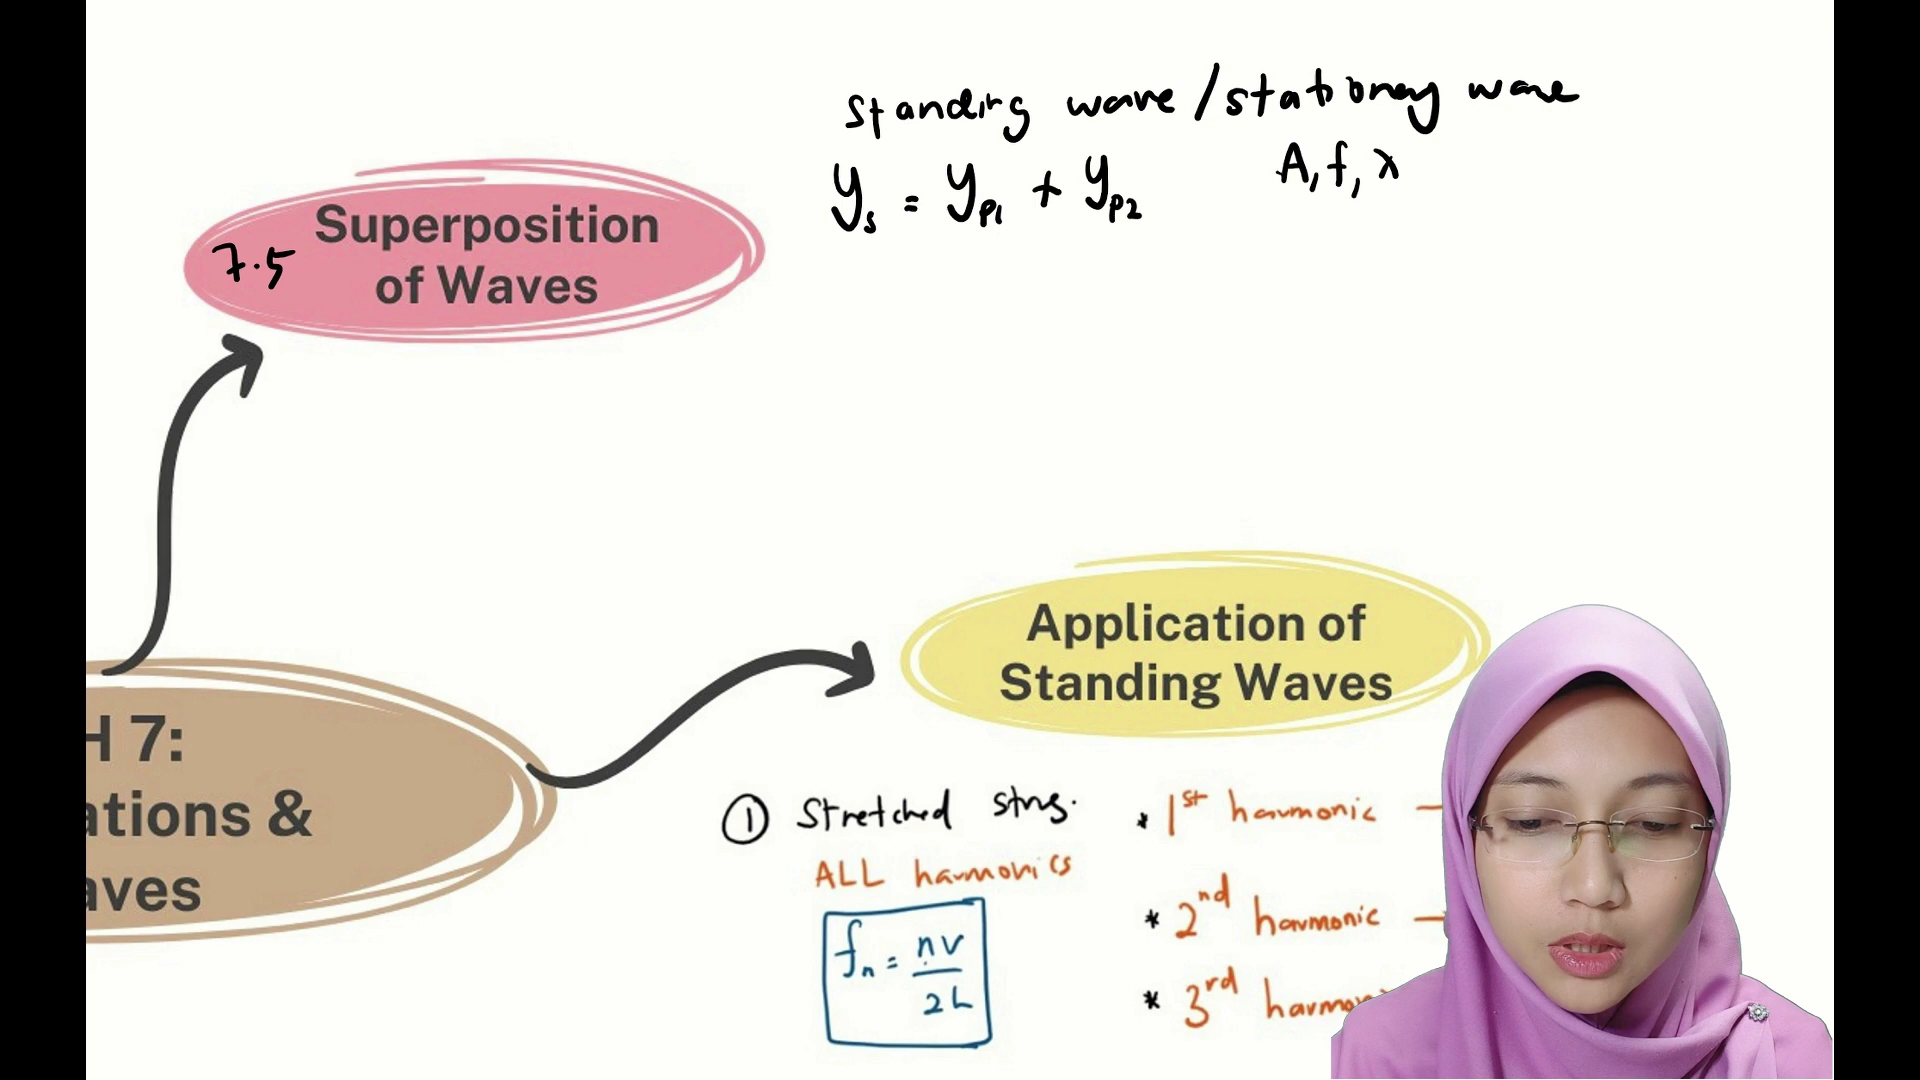 standing wave / stationary wave
ys = yp1 + yp2
A, f, λ
7.5
Superposition
of Waves
Application of
Standing Waves
H 7:
ations &
aves
① Stretched
ALL harmonics
fn = nv
2L
* 1st harmonic —
* 2nd harmonic —
* 3rd harmoni